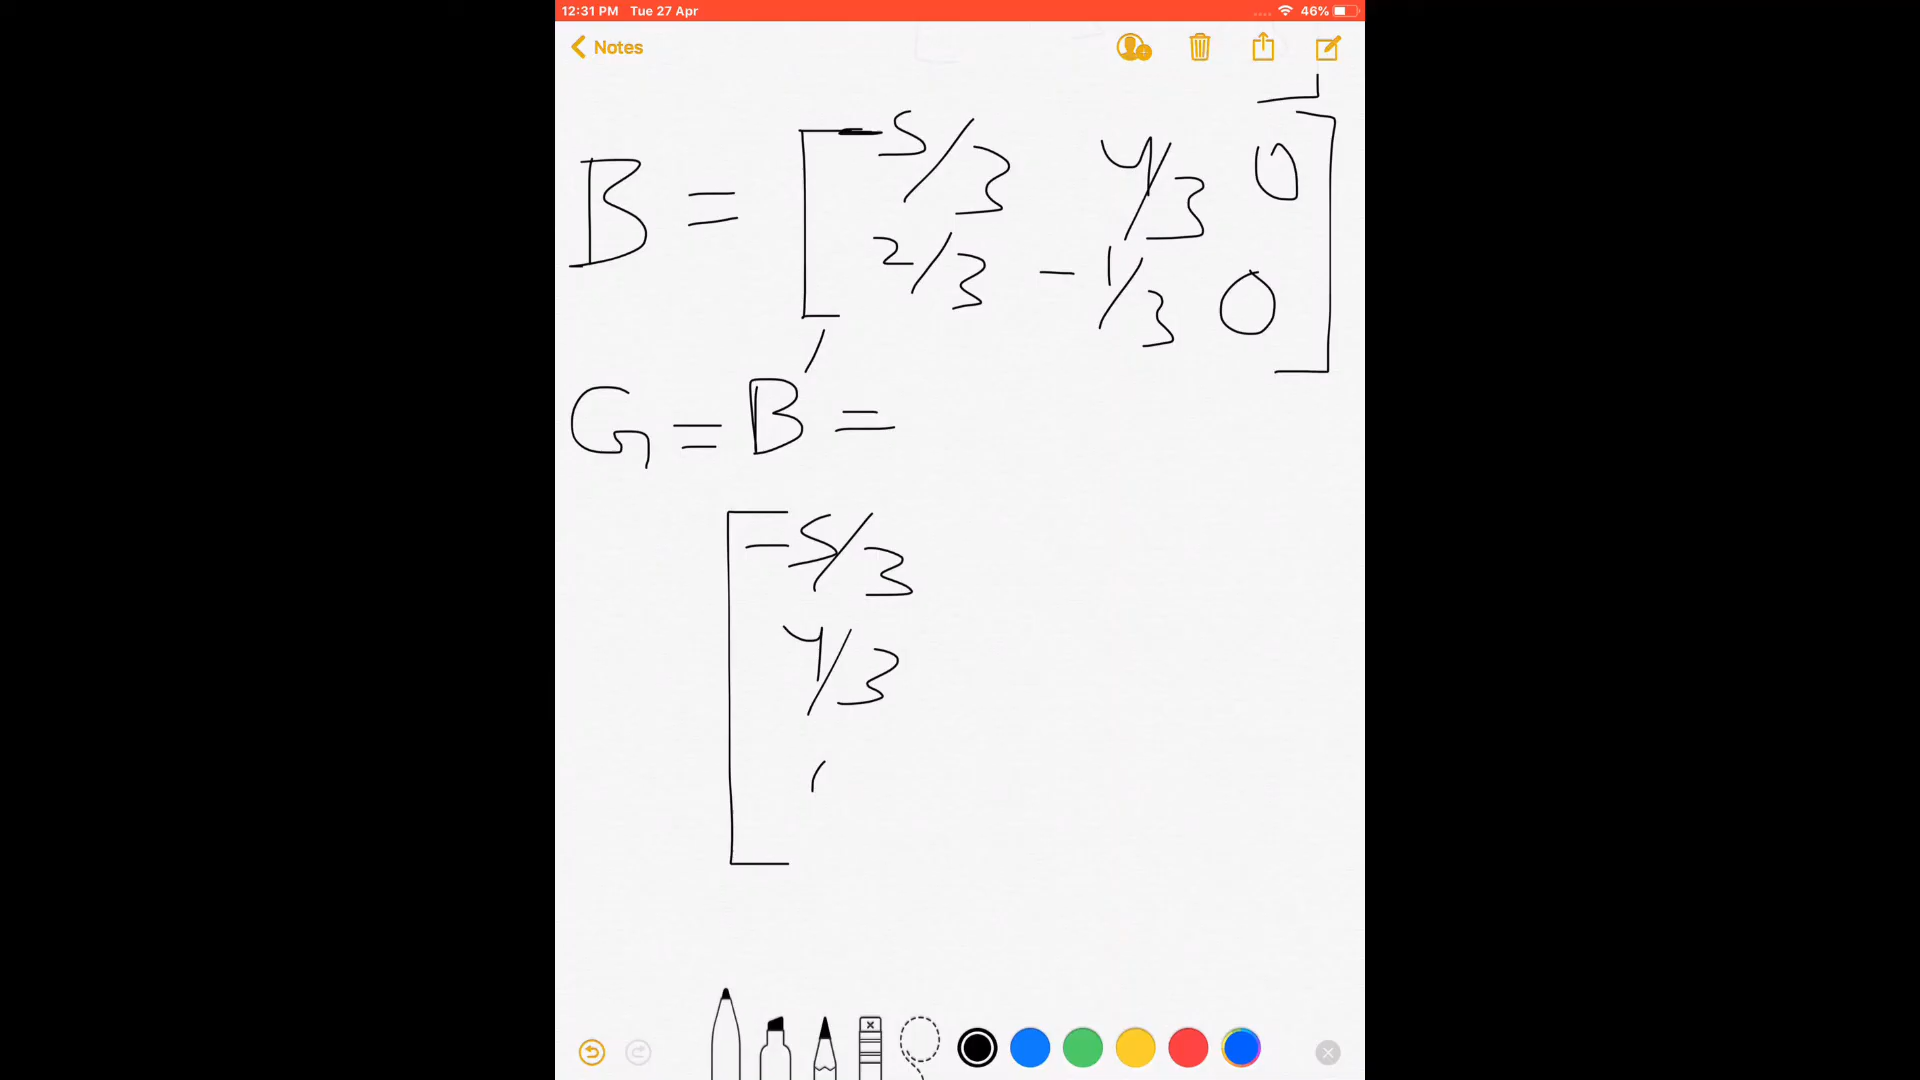 12:31 PM Tue 27 Apr 46%
Notes
B = [ -5/3 4/3 0 ]
2/3 -1/3 0
G = B' =
[ -5/3
4/3